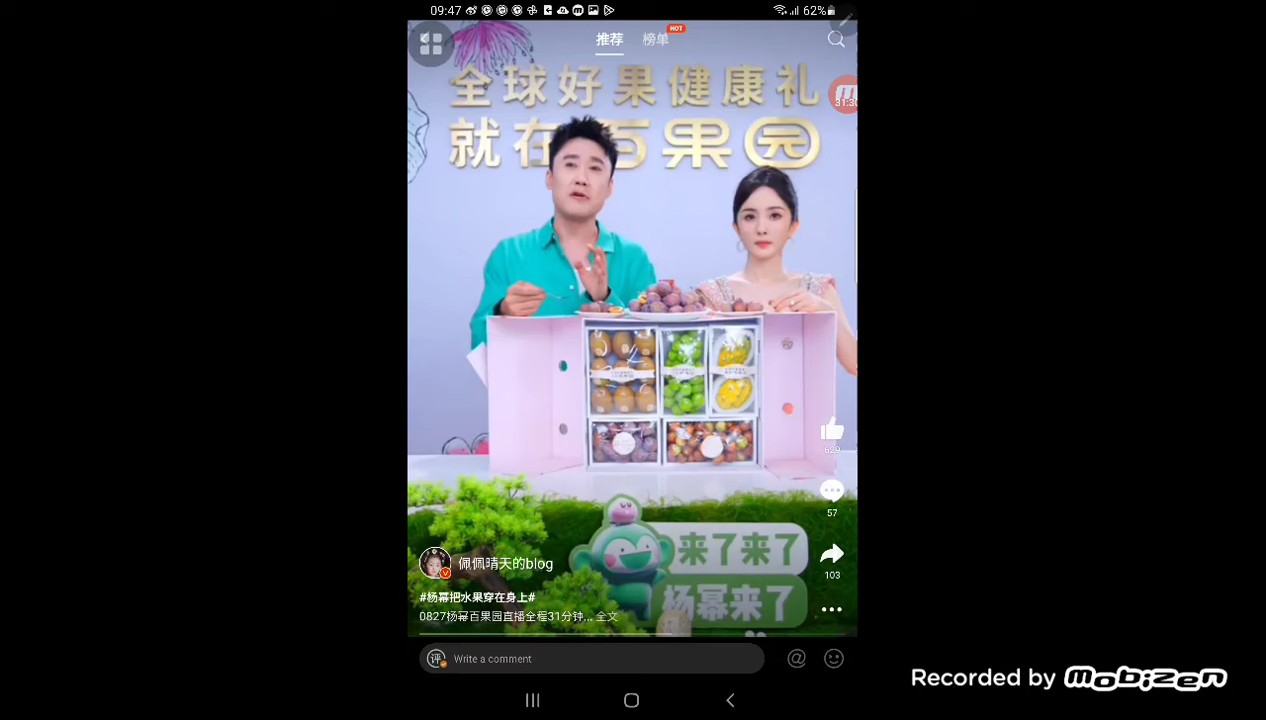 09:47
62%
推荐 榜单 HOT
全球好果健康礼
就在百果园
31:30
629
57
来了来了
103
杨幂来了
佩佩晴天的blog
#杨幂把水果穿在身上#
0827杨幂百果园直播全程31分钟... 全文
评 Write a comment
Recorded by mobizen